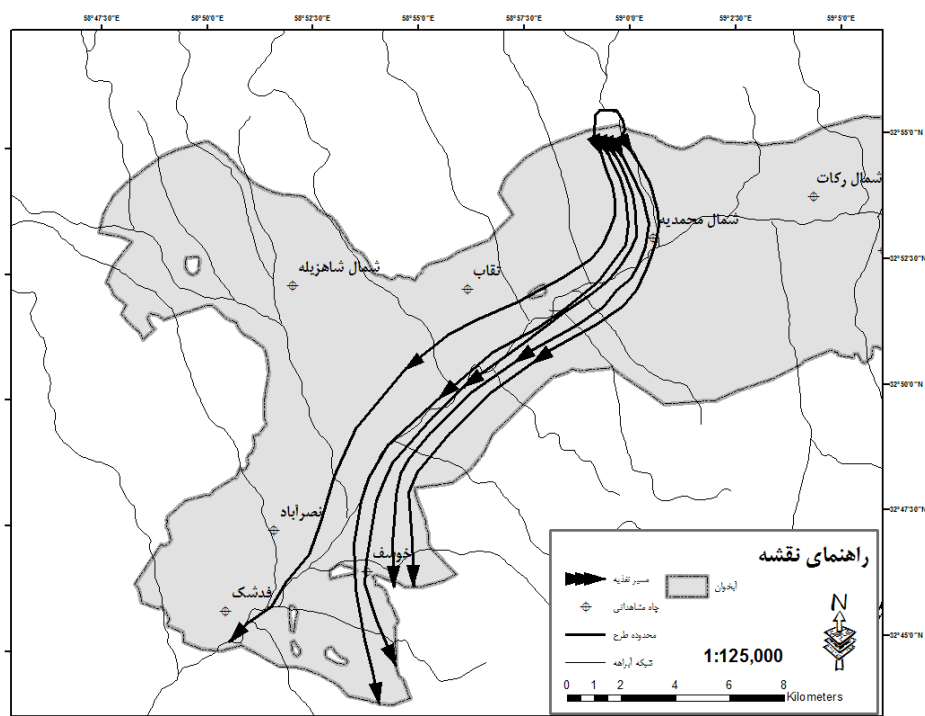 58°47'30"E 58°50'0"E 58°52'30"E 58°55'0"E 58°57'30"E 59°0'0"E 59°2'30"E 59°5'0"E
32°55'0"N
شمال رکات
شمال محمدیه
32°52'30"N
شمال شاهزیله
تقاب
32°50'0"N
32°47'30"N
نصرآباد
خوسف
فدشک
32°45'0"N
راهنمای نقشه
مسیر تغذیه
آبخوان
چاه مشاهداتی
محدوده طرح
شبکه آبراهه
N
1:125,000
0 1 2 4 6 8
Kilometers